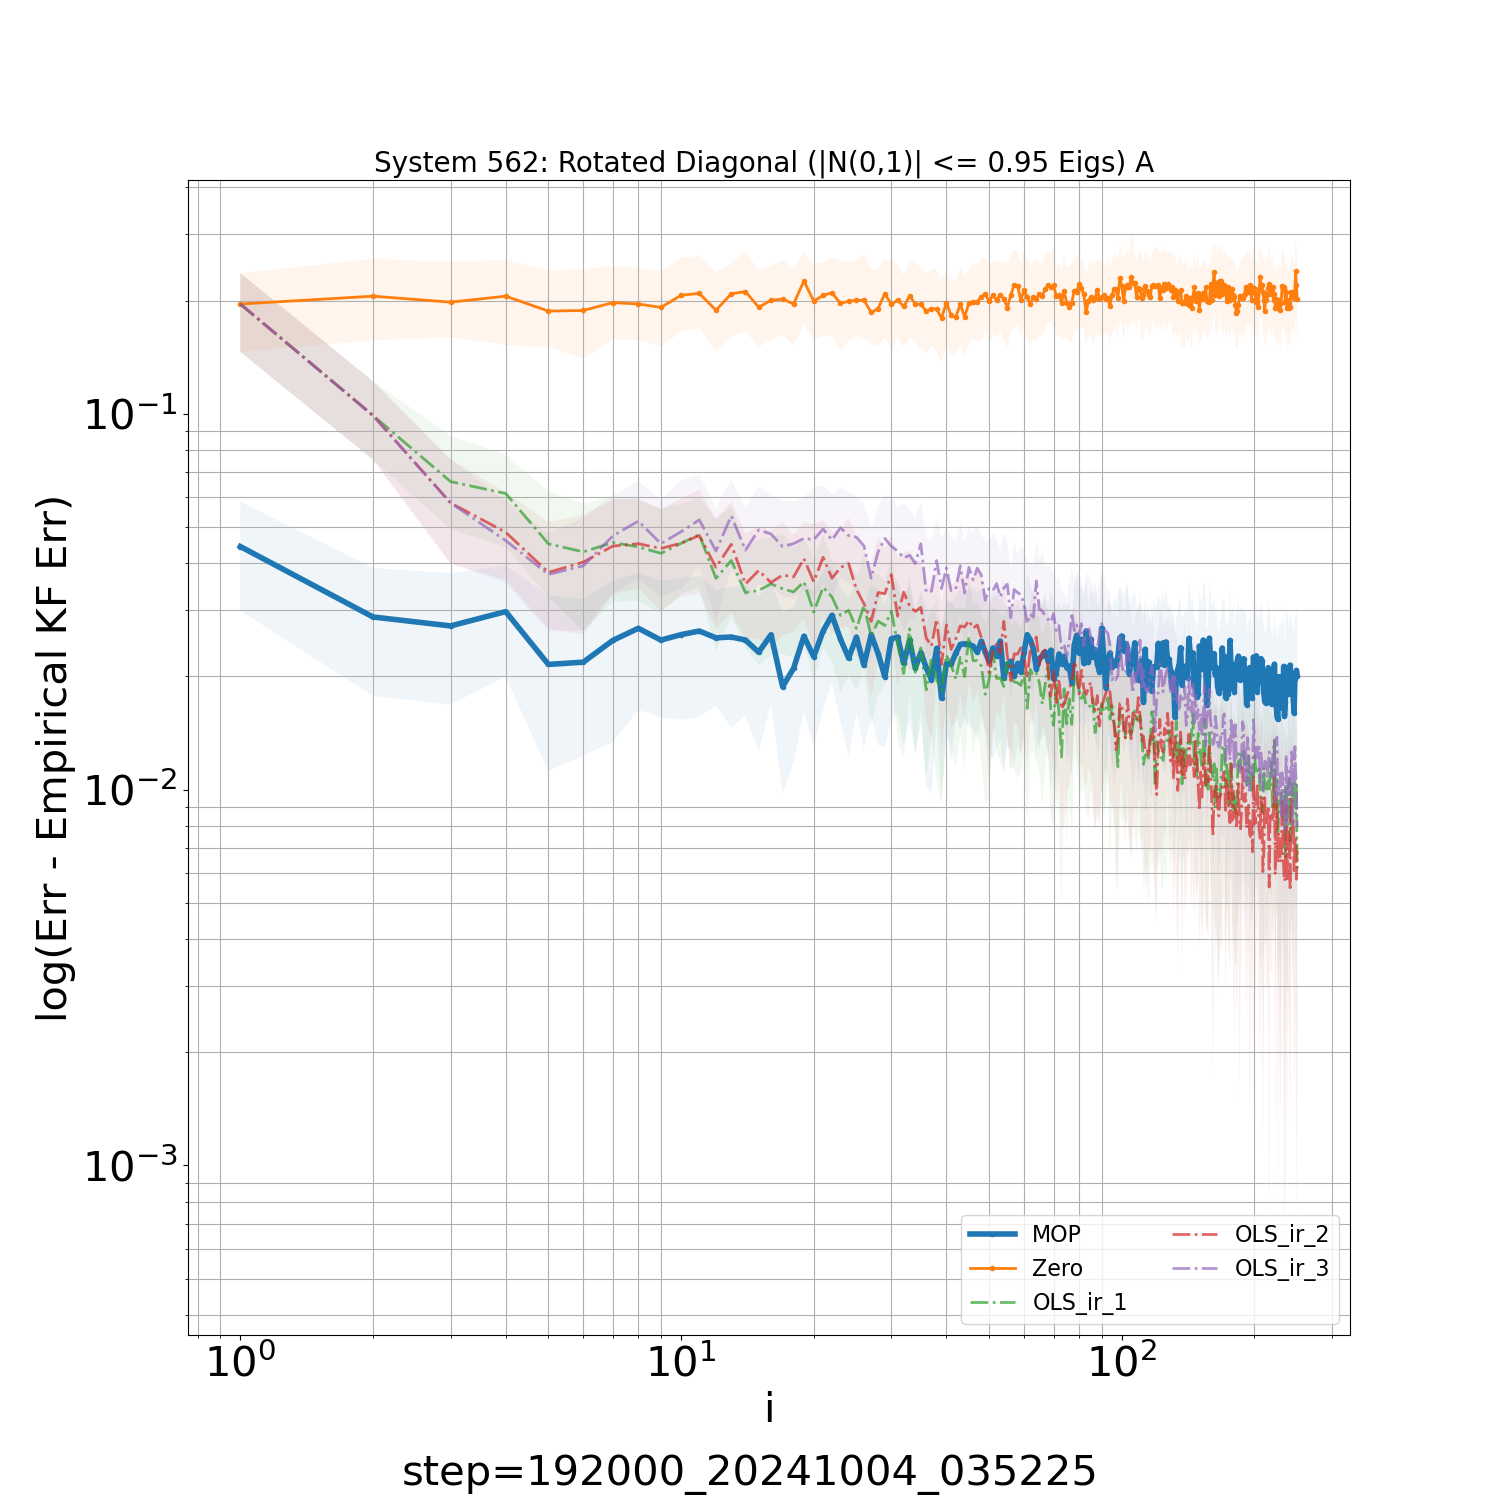 System 562: Rotated Diagonal (|N(0,1)| <= 0.95 Eigs) A
log(Err - Empirical KF Err)
10⁻¹
10⁻²
10⁻³
10⁰
10¹
10²
i
step=192000_20241004_035225
MOP
Zero
OLS_ir_1
OLS_ir_2
OLS_ir_3